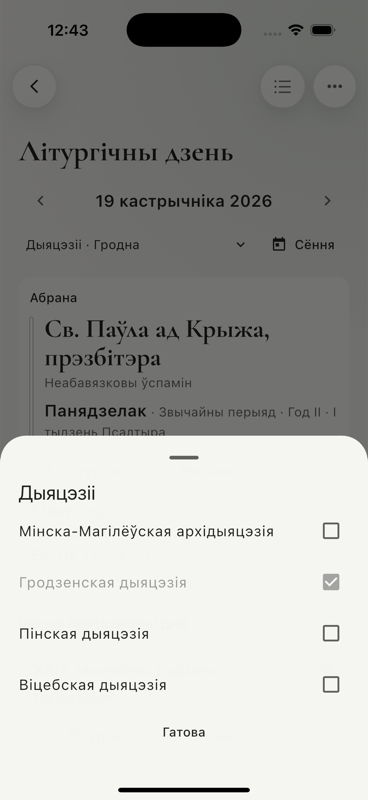 12:43
Літургічны дзень
19 кастрычніка 2026
Дыяцэзіі · Гродна
Сёння
Абрана
Св. Паўла ад Крыжа,
прэзбітэра
Неабавязковы ўспамін
Панядзелак · Звычайны перыяд · Год II · I
тыдзень Псалтыра
Дыяцэзіі
Мінска-Магілёўская архідыяцэзія
Гродзенская дыяцэзія
Пінская дыяцэзія
Віцебская дыяцэзія
Гатова